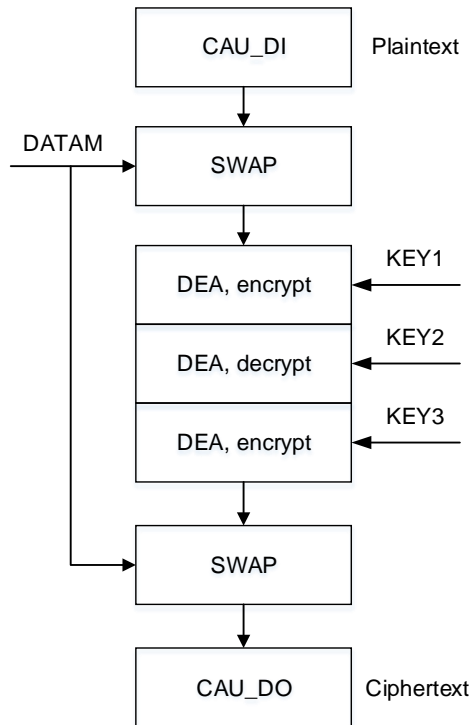 CAU_DI Plaintext
DATAM
SWAP
DEA, encrypt KEY1
DEA, decrypt KEY2
DEA, encrypt KEY3
SWAP
CAU_DO Ciphertext